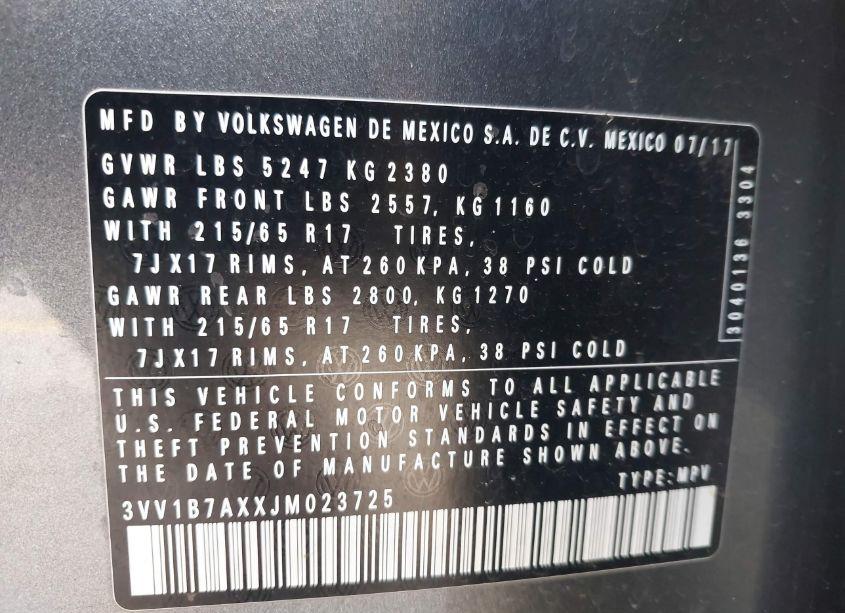 MFD BY VOLKSWAGEN DE MEXICO S.A. DE C.V. MEXICO 07/17
GVWR LBS 5247 KG 2380
GAWR FRONT LBS 2557, KG 1160
WITH 215/65 R17 TIRES,
7JX17 RIMS, AT 260 KPA, 38 PSI COLD
GAWR REAR LBS 2800, KG 1270
WITH 215/65 R17 TIRES,
7JX17 RIMS, AT 260 KPA, 38 PSI COLD
3040136 3304
THIS VEHICLE CONFORMS TO ALL APPLICABLE
U.S. FEDERAL MOTOR VEHICLE SAFETY AND
THEFT PREVENTION STANDARDS IN EFFECT ON
THE DATE OF MANUFACTURE SHOWN ABOVE.
TYPE: MPV
3VV1B7AXXJM023725